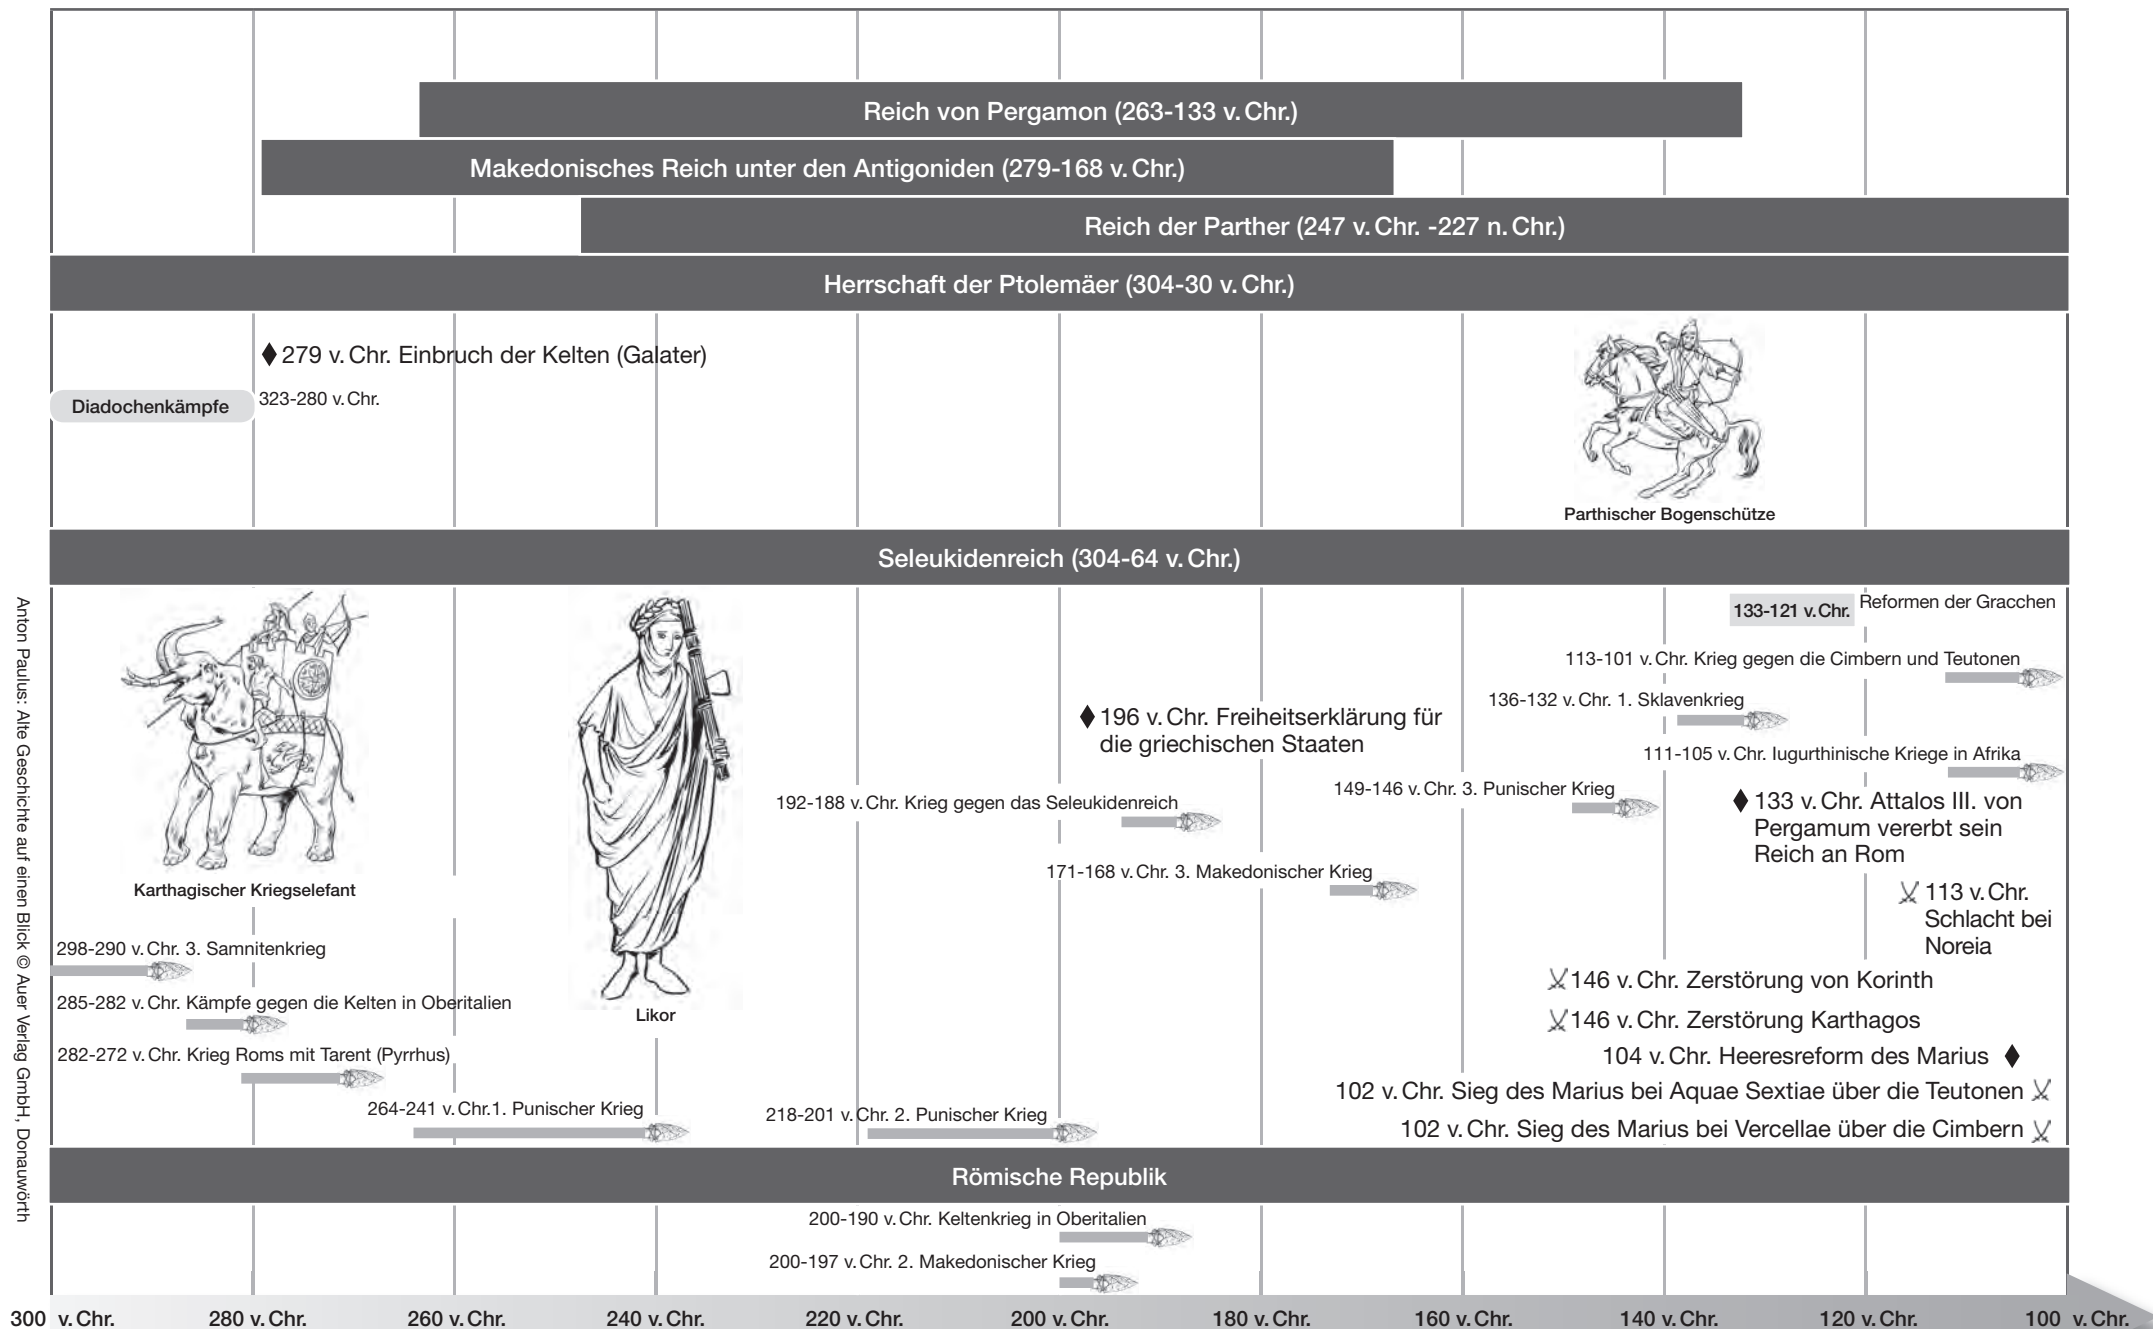 Reich von Pergamon (263-133 v. Chr.)
Makedonisches Reich unter den Antigoniden (279-168 v. Chr.)
Reich der Parther (247 v. Chr. -227 n. Chr.)
Herrschaft der Ptolemäer (304-30 v. Chr.)
279 v. Chr. Einbruch der Kelten (Galater)
Diadochenkämpfe 323-280 v. Chr.
Parthischer Bogenschütze
Seleukidenreich (304-64 v. Chr.)
133-121 v. Chr. Reformen der Gracchen
113-101 v. Chr. Krieg gegen die Cimbern und Teutonen
136-132 v. Chr. 1. Sklavenkrieg
196 v. Chr. Freiheitserklärung für
die griechischen Staaten
111-105 v. Chr. Iugurthinische Kriege in Afrika
149-146 v. Chr. 3. Punischer Krieg
192-188 v. Chr. Krieg gegen das Seleukidenreich
133 v. Chr. Attalos III. von
Pergamum vererbt sein
Reich an Rom
171-168 v. Chr. 3. Makedonischer Krieg
Karthagischer Kriegselefant
113 v. Chr.
Schlacht bei
Noreia
298-290 v. Chr. 3. Samnitenkrieg
146 v. Chr. Zerstörung von Korinth
285-282 v. Chr. Kämpfe gegen die Kelten in Oberitalien
Likor
146 v. Chr. Zerstörung Karthagos
282-272 v. Chr. Krieg Roms mit Tarent (Pyrrhus)
104 v. Chr. Heeresreform des Marius
102 v. Chr. Sieg des Marius bei Aquae Sextiae über die Teutonen
264-241 v. Chr.1. Punischer Krieg
218-201 v. Chr. 2. Punischer Krieg
102 v. Chr. Sieg des Marius bei Vercellae über die Cimbern
Römische Republik
200-190 v. Chr. Keltenkrieg in Oberitalien
200-197 v. Chr. 2. Makedonischer Krieg
300 v. Chr. 280 v. Chr. 260 v. Chr. 240 v. Chr. 220 v. Chr. 200 v. Chr. 180 v. Chr. 160 v. Chr. 140 v. Chr. 120 v. Chr. 100 v. Chr.
Anton Paulus: Alte Geschichte auf einen Blick © Auer Verlag GmbH, Donauwörth